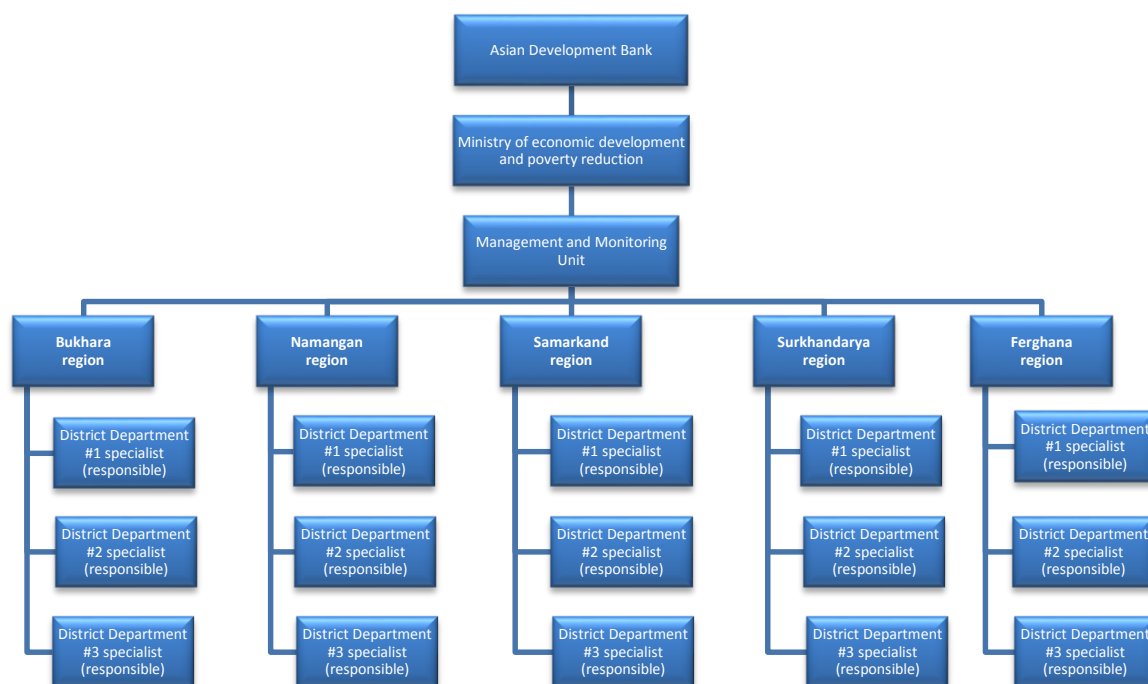 Asian Development Bank
Ministry of economic development
and poverty reduction
Management and Monitoring
Unit
Bukhara
region
Namangan
region
Samarkand
region
Surkhandarya
region
Ferghana
region
District Department
#1 specialist
(responsible)
District Department
#1 specialist
(responsible)
District Department
#1 specialist
(responsible)
District Department
#1 specialist
(responsible)
District Department
#1 specialist
(responsible)
District Department
#2 specialist
(responsible)
District Department
#2 specialist
(responsible)
District Department
#2 specialist
(responsible)
District Department
#2 specialist
(responsible)
District Department
#2 specialist
(responsible)
District Department
#3 specialist
(responsible)
District Department
#3 specialist
(responsible)
District Department
#3 specialist
(responsible)
District Department
#3 specialist
(responsible)
District Department
#3 specialist
(responsible)